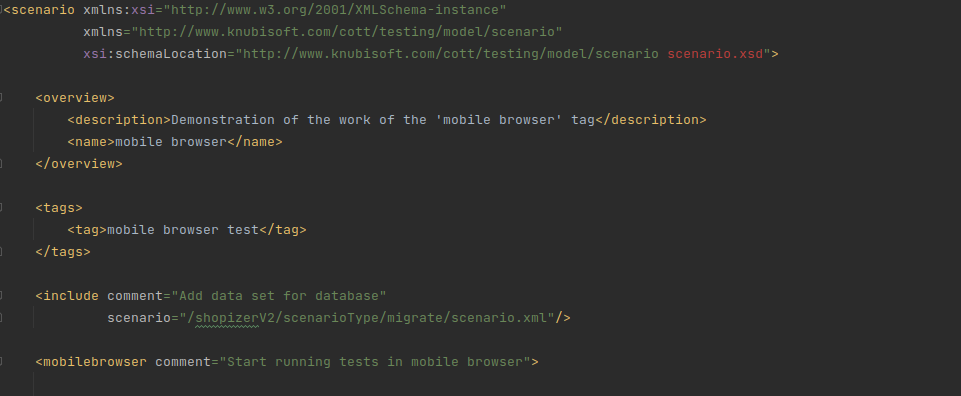 <scenario xmlns:xsi="http://www.w3.org/2001/XMLSchema-instance"
xmlns="http://www.knubisoft.com/cott/testing/model/scenario"
xsi:schemaLocation="http://www.knubisoft.com/cott/testing/model/scenario scenario.xsd">
<overview>
<description>Demonstration of the work of the 'mobile browser' tag</description>
<name>mobile browser</name>
</overview>
<tags>
<tag>mobile browser test</tag>
</tags>
<include comment="Add data set for database"
scenario="/shopizerV2/scenarioType/migrate/scenario.xml"/>
<mobilebrowser comment="Start running tests in mobile browser">